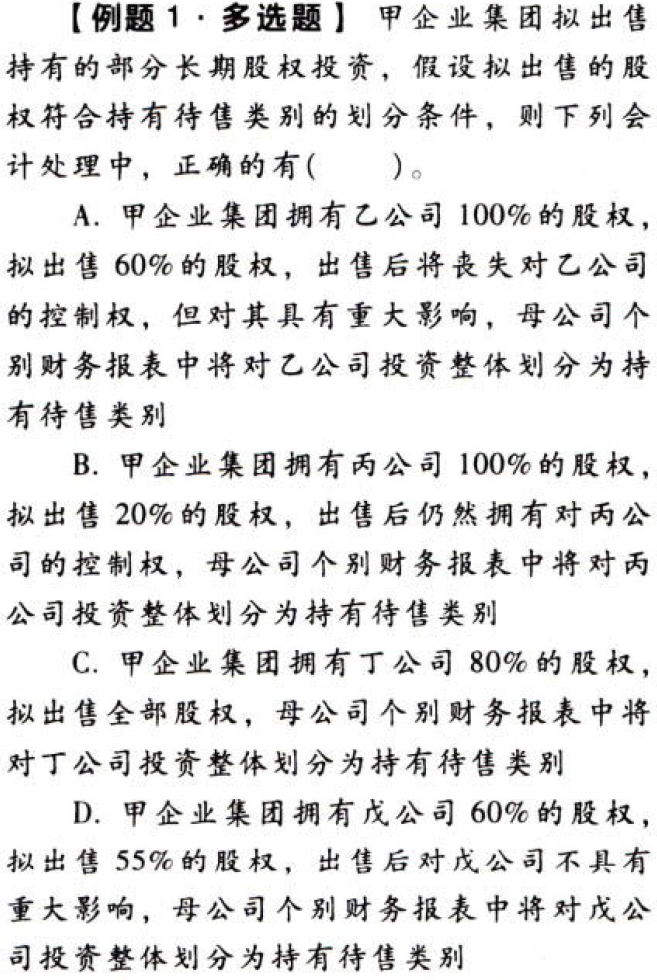 【例题1·多选题】 甲企业集团拟出售
持有的部分长期股权投资，假设拟出售的股
权符合持有待售类别的划分条件，则下列会
计处理中，正确的有(　　)。
A. 甲企业集团拥有乙公司 100%的股权，
拟出售 60%的股权，出售后将丧失对乙公司
的控制权，但对其具有重大影响，母公司个
别财务报表中将对乙公司投资整体划分为持
有待售类别
B. 甲企业集团拥有丙公司 100%的股权，
拟出售 20%的股权，出售后仍然拥有对丙公
司的控制权，母公司个别财务报表中将对丙
公司投资整体划分为持有待售类别
C. 甲企业集团拥有丁公司 80%的股权，
拟出售全部股权，母公司个别财务报表中将
对丁公司投资整体划分为持有待售类别
D. 甲企业集团拥有戊公司 60%的股权，
拟出售 55%的股权，出售后对戊公司不具有
重大影响，母公司个别财务报表中将对戊公
司投资整体划分为持有待售类别